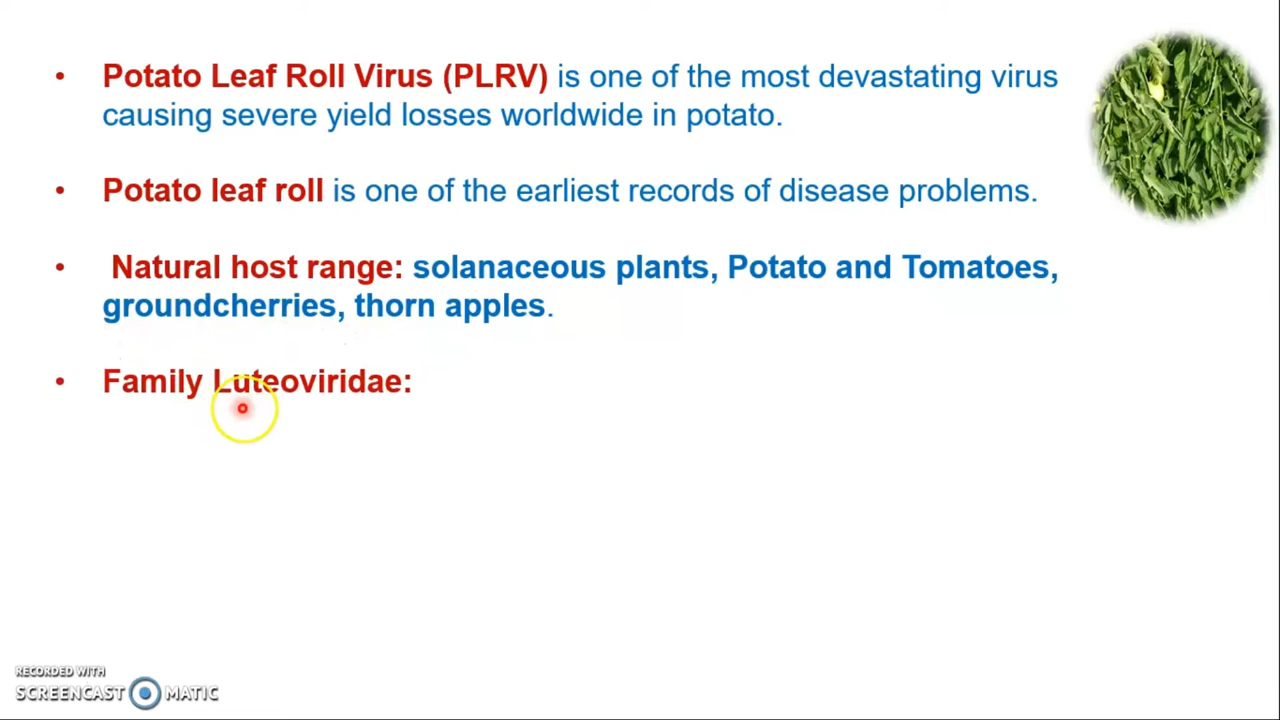 • Potato Leaf Roll Virus (PLRV) is one of the most devastating virus
causing severe yield losses worldwide in potato.
• Potato leaf roll is one of the earliest records of disease problems.
• Natural host range: solanaceous plants, Potato and Tomatoes,
groundcherries, thorn apples.
• Family Luteoviridae:
RECORDED WITH
SCREENCAST MATIC